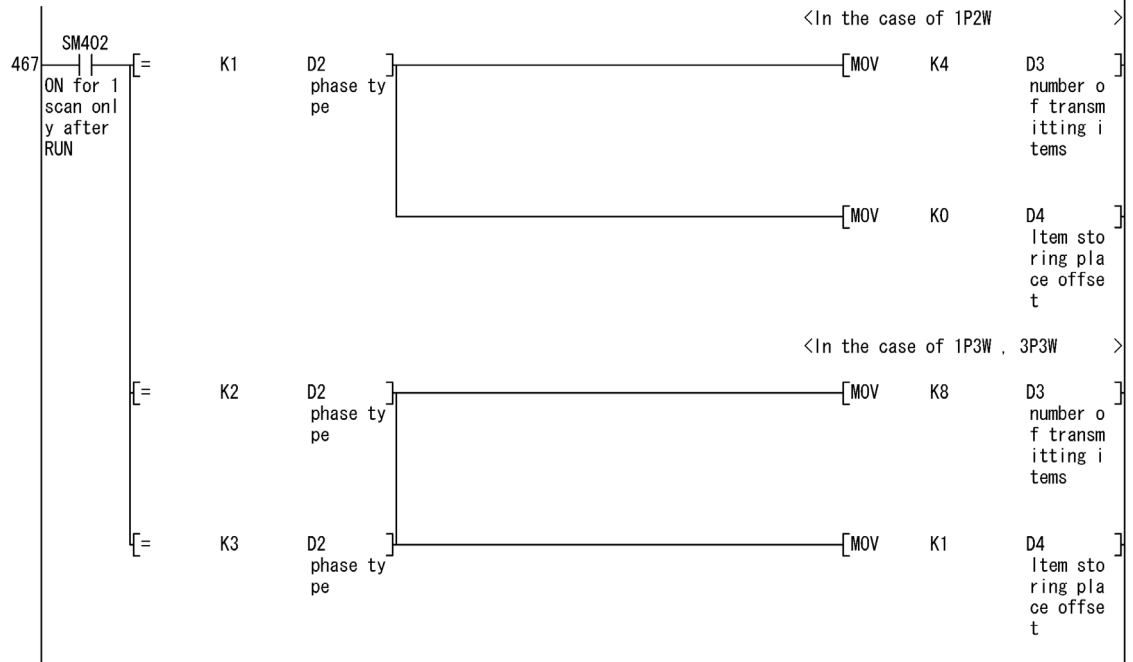 <In the case of 1P2W >
SM402
467 [= K1 D2 ] [MOV K4 D3 ]
ON for 1
scan onl
y after
RUN
phase ty
pe
number o
f transm
itting i
tems
[MOV K0 D4 ]
Item sto
ring pla
ce offse
t
<In the case of 1P3W , 3P3W >
[= K2 D2 ] [MOV K8 D3 ]
phase ty
pe
number o
f transm
itting i
tems
[= K3 D2 ] [MOV K1 D4 ]
phase ty
pe
Item sto
ring pla
ce offse
t